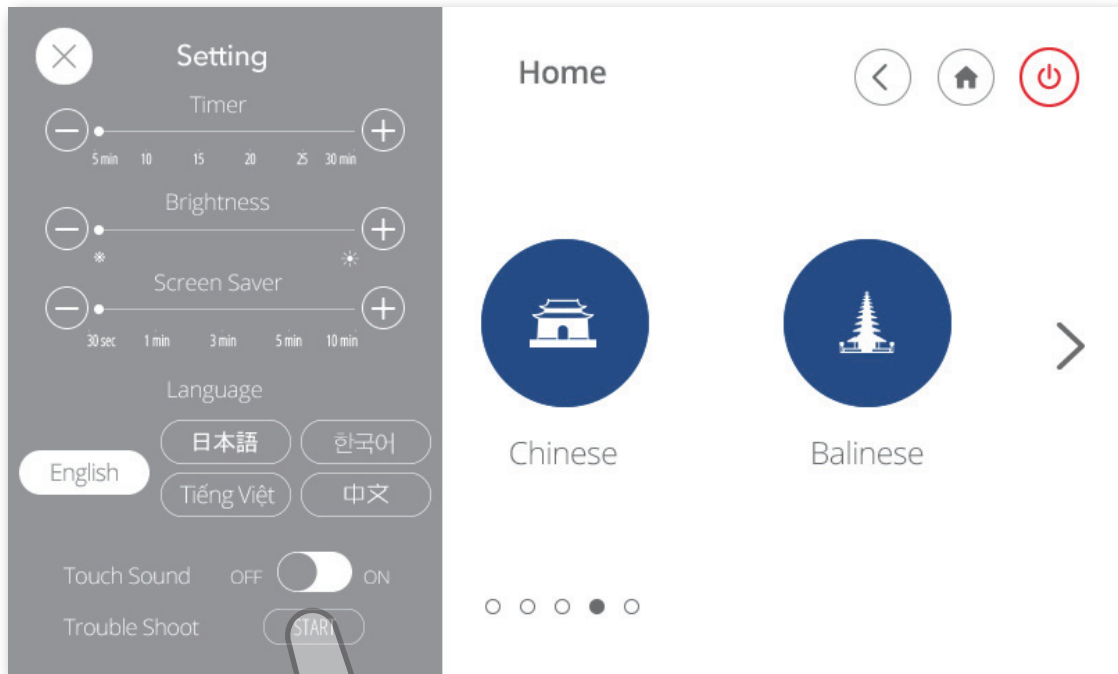 Setting
Timer
5 min 10 15 20 25 30 min
Brightness
Screen Saver
30 sec 1 min 3 min 5 min 10 min
Language
English
日本語
한국어
Tiếng Việt
中文
Touch Sound OFF ON
Trouble Shoot START
Home
Chinese
Balinese